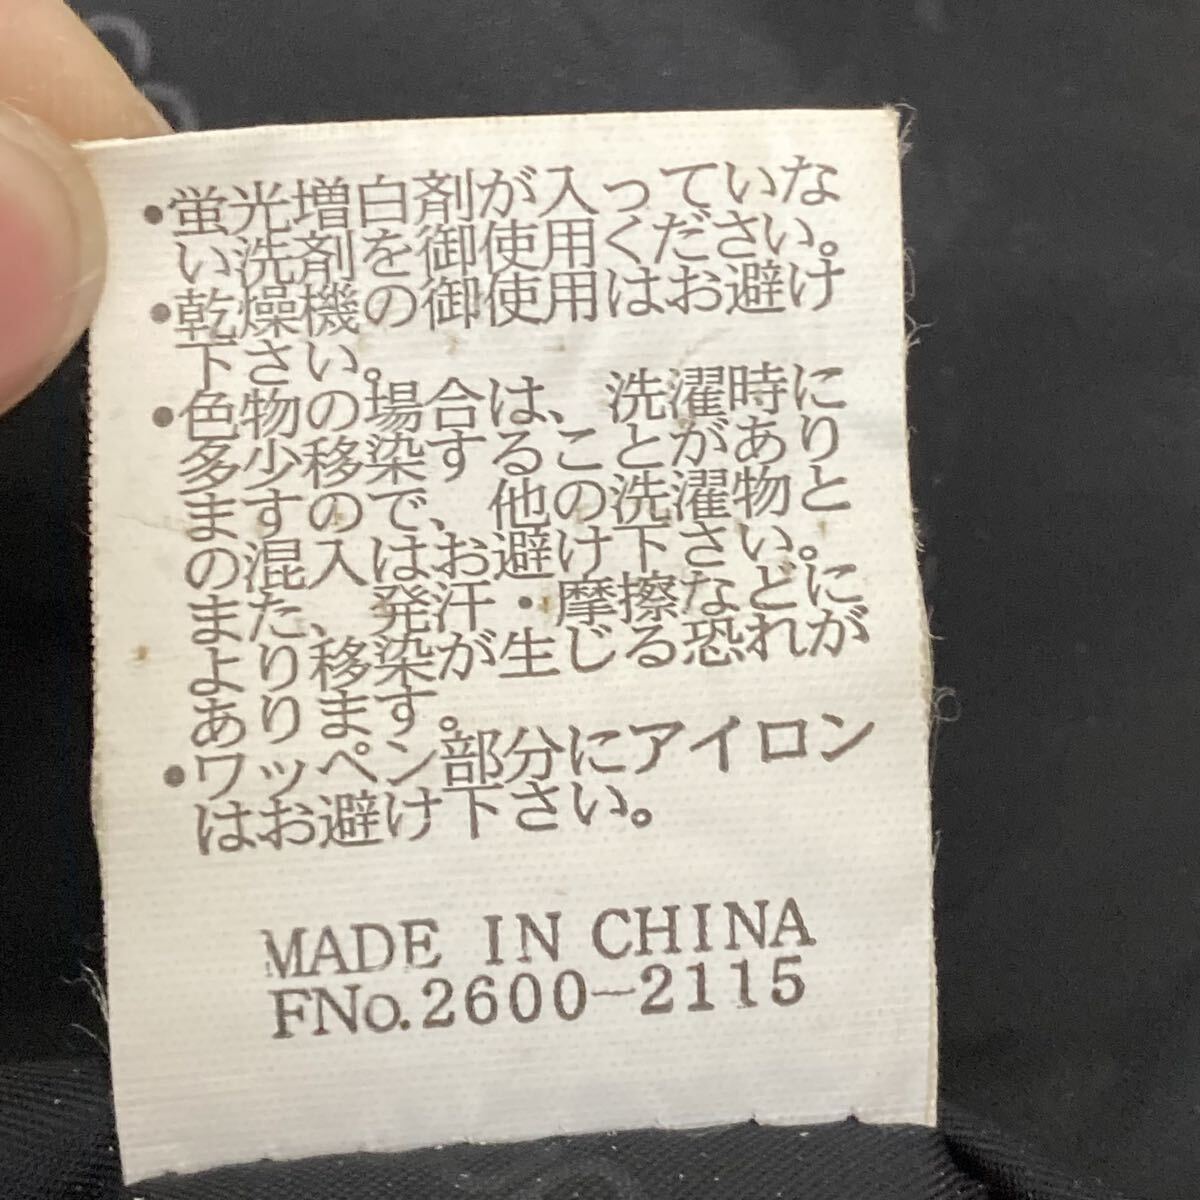 •蛍光増白剤が入っていな
い洗剤を御使用ください。
•乾燥機の御使用はお避け
下さい。
•色物の場合は、洗濯時に
多少移染することがあり
ますので、他の洗濯物と
の混入はお避け下さい。
また、発汗・摩擦などに
より移染が生じる恐れが
あります。
•ワッペン部分にアイロン
はお避け下さい。
MADE IN CHINA
FNo.2600-2115